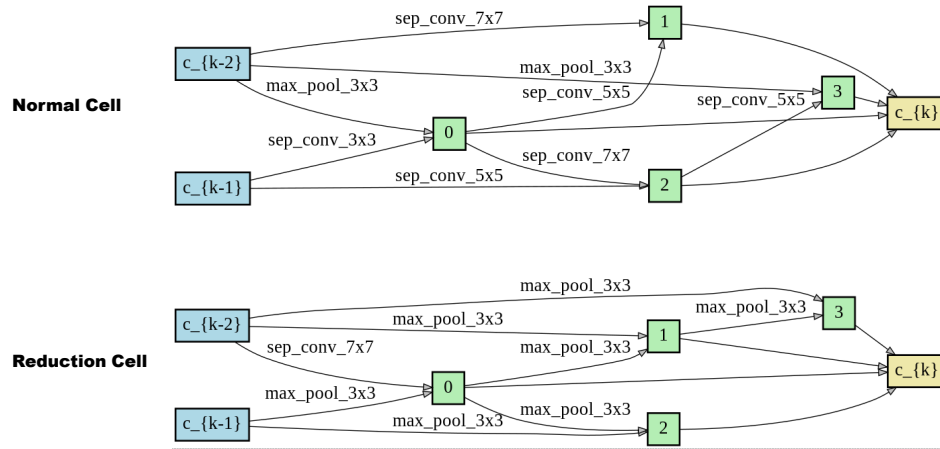 sep_conv_7x7
1
c_{k-2}
max_pool_3x3
max_pool_3x3
3
sep_conv_5x5
sep_conv_5x5
Normal Cell
c_{k}
sep_conv_3x3
0
sep_conv_7x7
c_{k-1}
sep_conv_5x5
2
max_pool_3x3
c_{k-2}
max_pool_3x3
max_pool_3x3
3
1
sep_conv_7x7
max_pool_3x3
Reduction Cell
c_{k}
max_pool_3x3
0
max_pool_3x3
c_{k-1}
max_pool_3x3
2